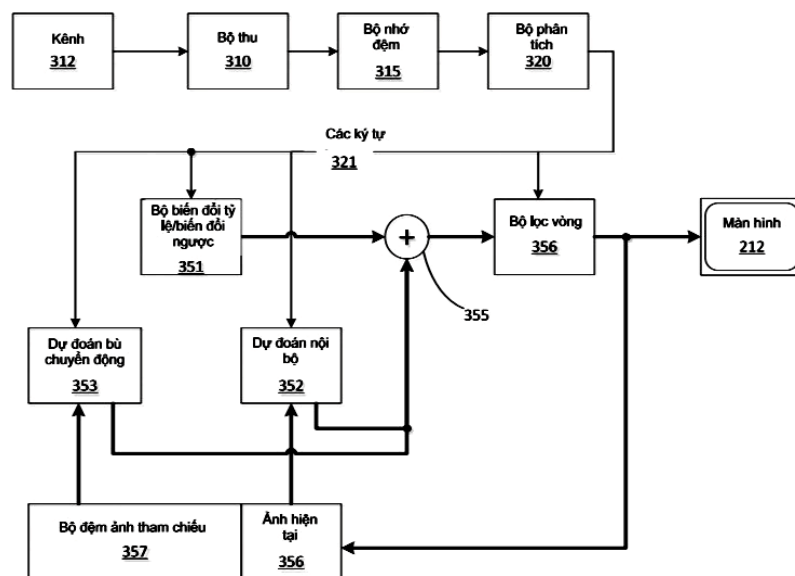 Kênh
312
Bộ thu
310
Bộ nhớ
đệm
315
Bộ phân
tích
320
Các ký tự
321
Bộ biến đổi tỷ
lệ/biến đổi
ngược
351
+
355
Bộ lọc vòng
356
Màn hình
212
Dự đoán bù
chuyển động
353
Dự đoán nội
bộ
352
Bộ đệm ảnh tham chiếu
357
Ảnh hiện
tại
356